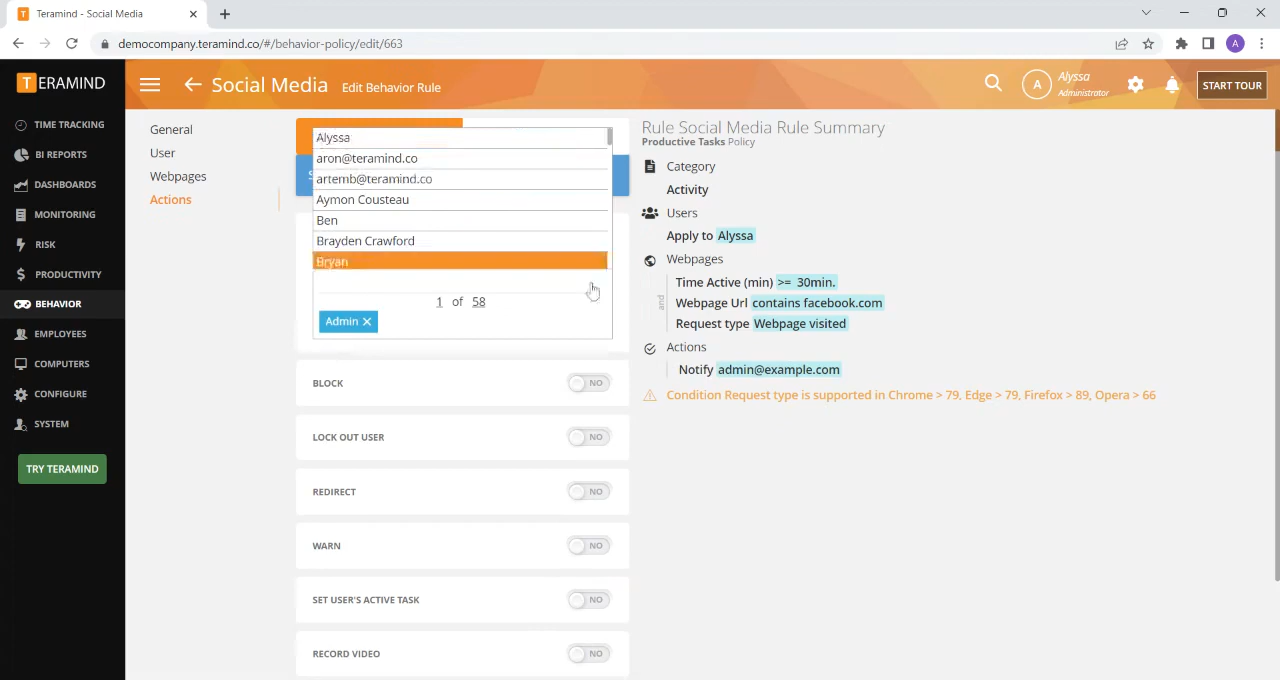 Teramind - Social Media
democompany.teramind.co/#/behavior-policy/edit/663
A
TERAMIND
Social Media
Edit Behavior Rule
A
Alyssa
Administrator
START TOUR
TIME TRACKING
BI REPORTS
DASHBOARDS
MONITORING
RISK
PRODUCTIVITY
BEHAVIOR
EMPLOYEES
COMPUTERS
CONFIGURE
SYSTEM
TRY TERAMIND
General
User
Webpages
Actions
Alyssa
aron@teramind.co
artemb@teramind.co
Aymon Cousteau
Ben
Brayden Crawford
Bryan
1 of 58
Admin
BLOCK
NO
LOCK OUT USER
NO
REDIRECT
NO
WARN
NO
SET USER'S ACTIVE TASK
NO
RECORD VIDEO
NO
Rule Social Media Rule Summary
Productive Tasks Policy
Category
Activity
Users
Apply to Alyssa
Webpages
and
Time Active (min) >= 30min.
Webpage Url contains facebook.com
Request type Webpage visited
Actions
Notify admin@example.com
Condition Request type is supported in Chrome > 79, Edge > 79, Firefox > 89, Opera > 66